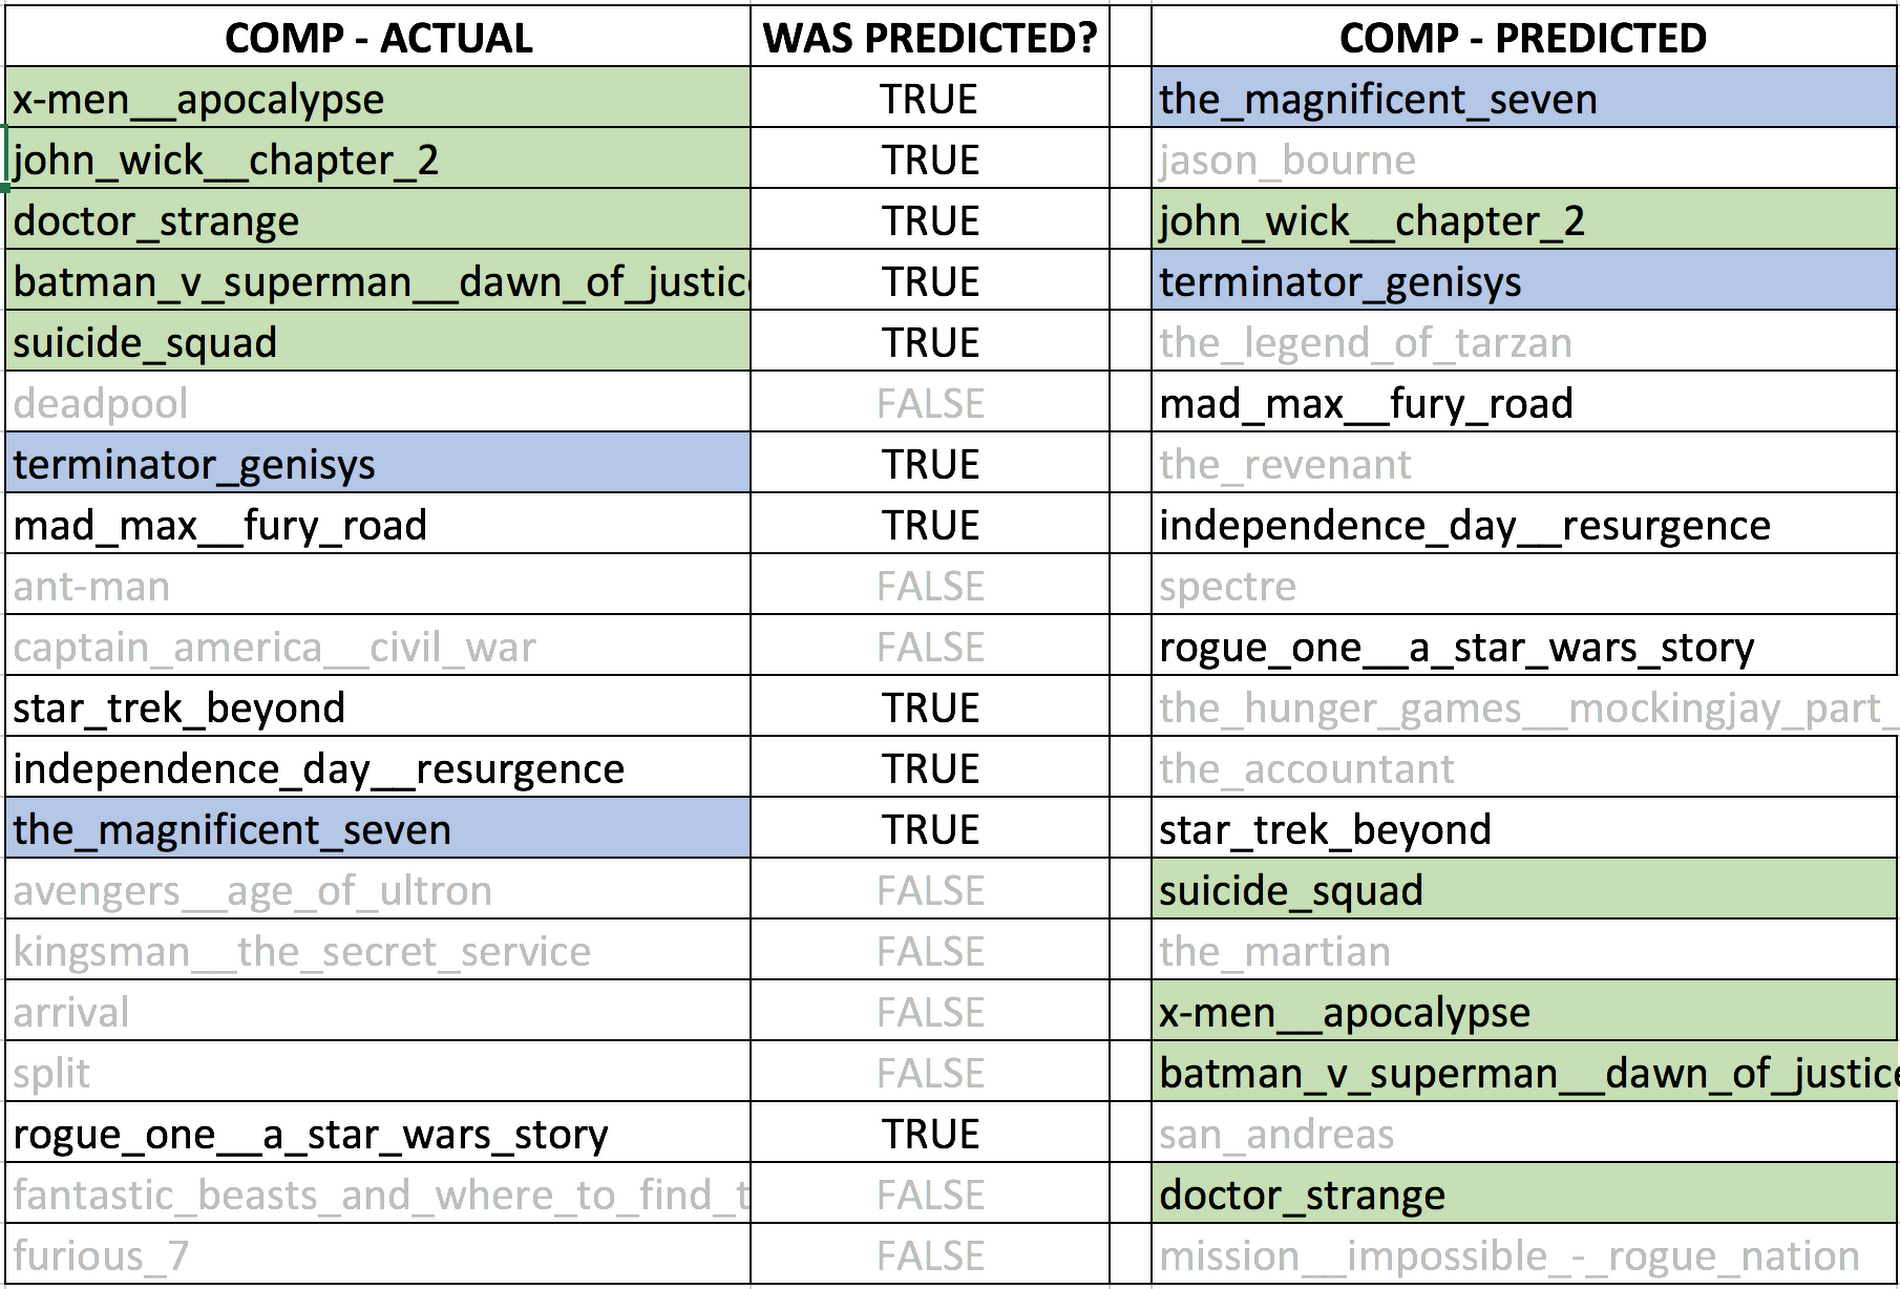 COMP - ACTUAL WAS PREDICTED? COMP - PREDICTED
x-men__apocalypse TRUE the_magnificent_seven
john_wick__chapter_2 TRUE jason_bourne
doctor_strange TRUE john_wick__chapter_2
batman_v_superman__dawn_of_justice TRUE terminator_genisys
suicide_squad TRUE the_legend_of_tarzan
deadpool FALSE mad_max__fury_road
terminator_genisys TRUE the_revenant
mad_max__fury_road TRUE independence_day__resurgence
ant-man FALSE spectre
captain_america__civil_war FALSE rogue_one__a_star_wars_story
star_trek_beyond TRUE the_hunger_games__mockingjay_part_
independence_day__resurgence TRUE the_accountant
the_magnificent_seven TRUE star_trek_beyond
avengers__age_of_ultron FALSE suicide_squad
kingsman__the_secret_service FALSE the_martian
arrival FALSE x-men__apocalypse
split FALSE batman_v_superman__dawn_of_justice
rogue_one__a_star_wars_story TRUE san_andreas
fantastic_beasts_and_where_to_find_t FALSE doctor_strange
furious_7 FALSE mission__impossible_-_rogue_nation